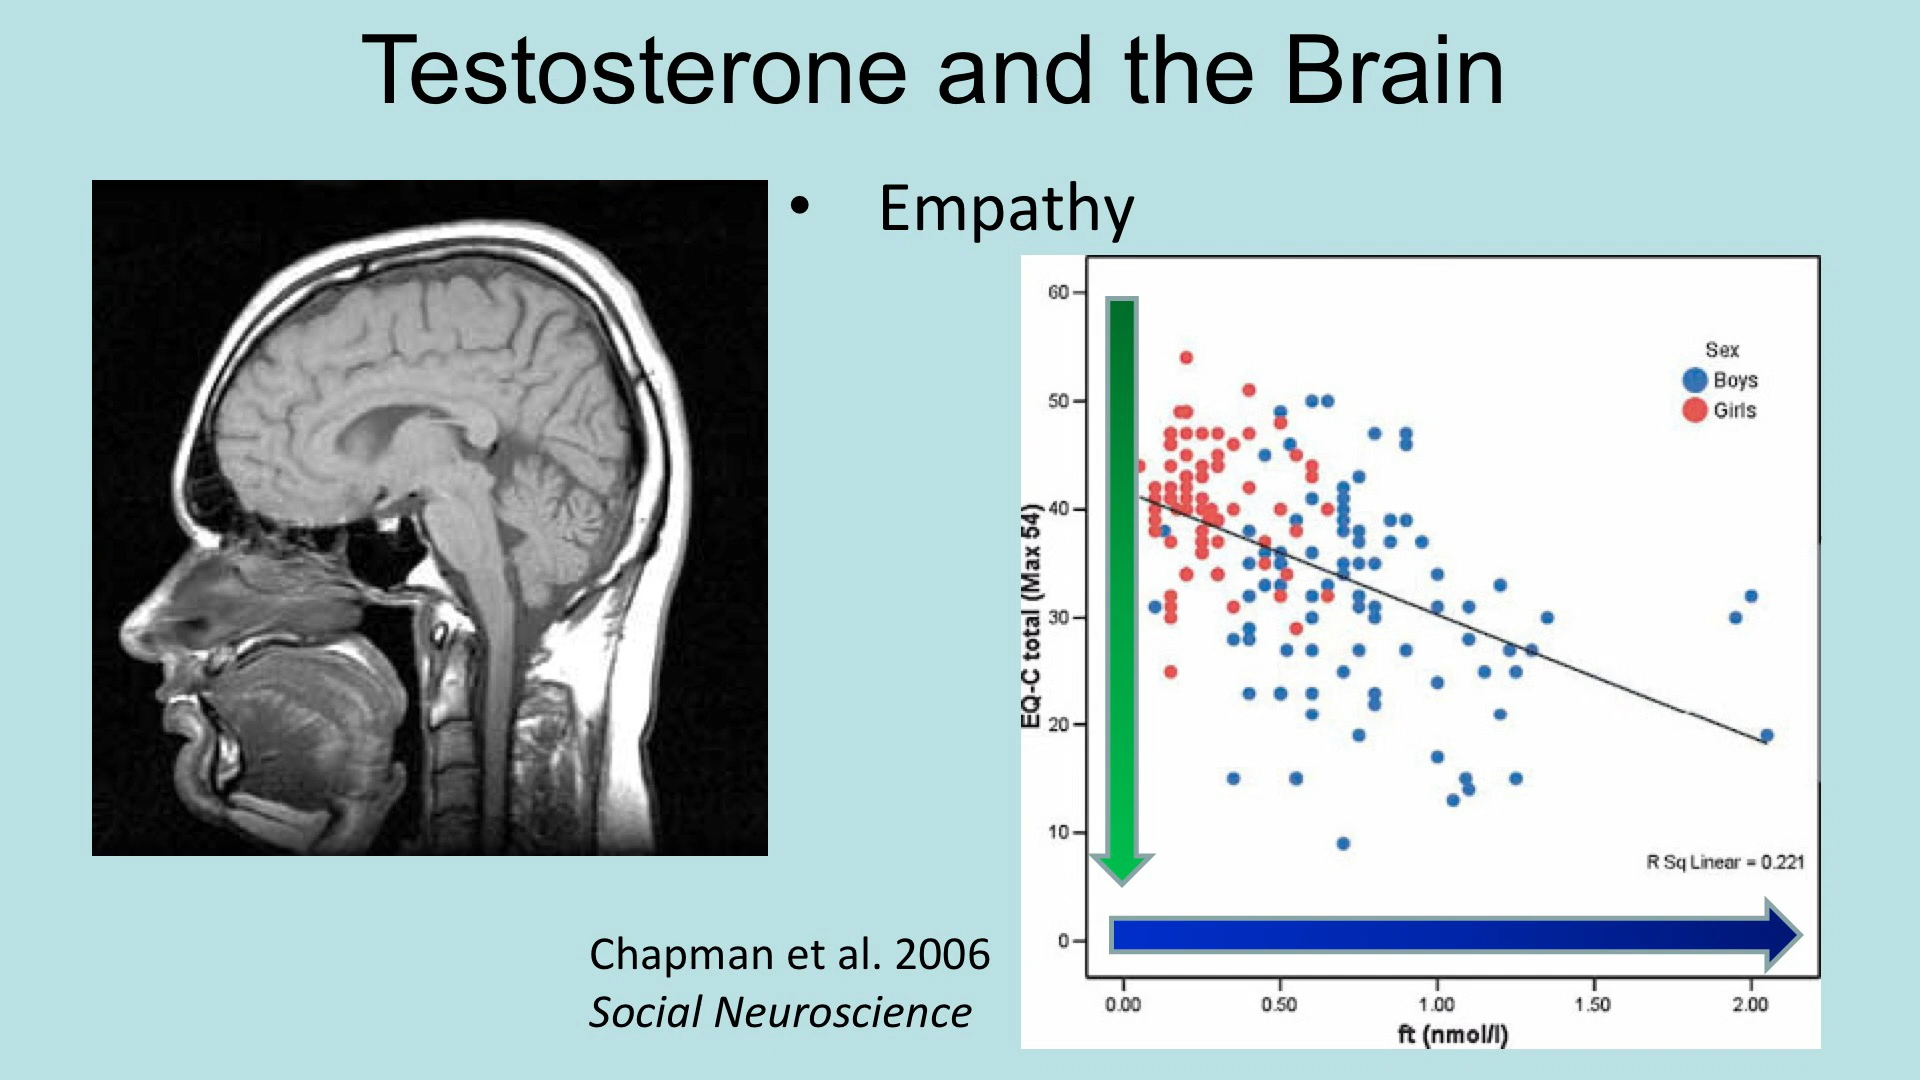 Testosterone and the Brain
• Empathy
60
50
40
30
20
10
0
EQ-C total (Max 54)
Sex
Boys
Girls
R Sq Linear = 0.221
0.00 0.50 1.00 1.50 2.00
ft (nmol/l)
Chapman et al. 2006
Social Neuroscience